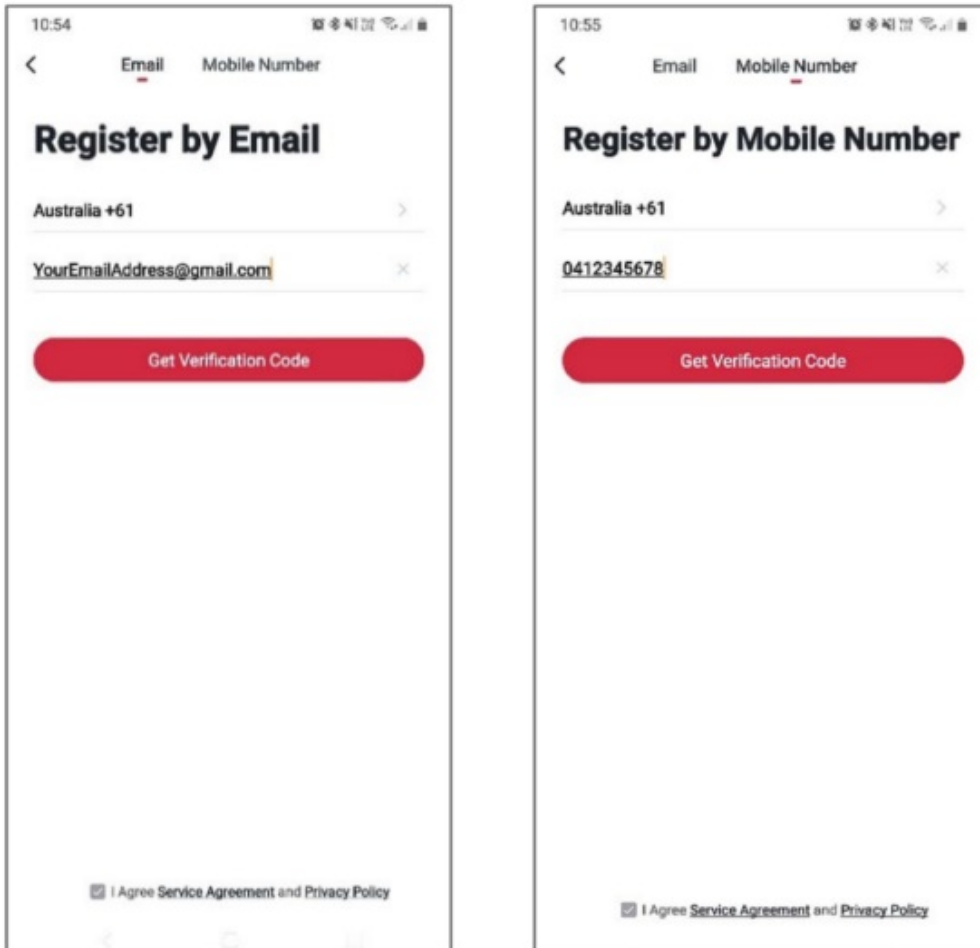 10:54
Email Mobile Number
Register by Email
Australia +61
YourEmailAddress@gmail.com
Get Verification Code
I Agree Service Agreement and Privacy Policy
10:55
Email Mobile Number
Register by Mobile Number
Australia +61
0412345678
Get Verification Code
I Agree Service Agreement and Privacy Policy